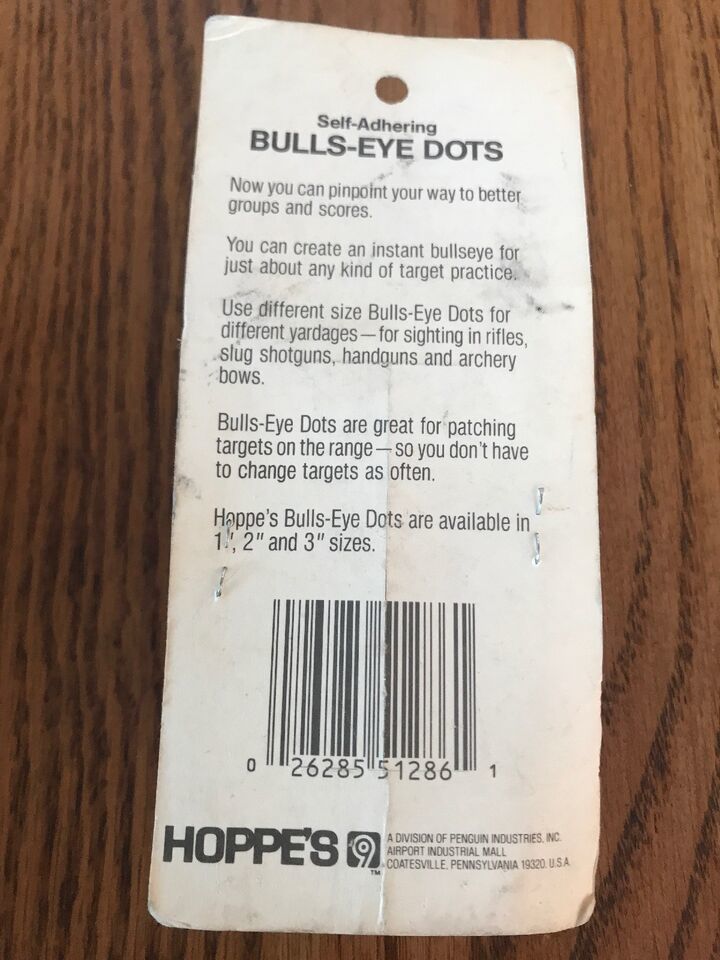 Self-Adhering
BULLS-EYE DOTS
Now you can pinpoint your way to better
groups and scores.
You can create an instant bullseye for
just about any kind of target practice.
Use different size Bulls-Eye Dots for
different yardages—for sighting in rifles,
slug shotguns, handguns and archery
bows.
Bulls-Eye Dots are great for patching
targets on the range—so you don't have
to change targets as often.
Hoppe's Bulls-Eye Dots are available in
1", 2" and 3" sizes.
0 26285 51286 1
HOPPE'S 9 ™
A DIVISION OF PENGUIN INDUSTRIES, INC.
AIRPORT INDUSTRIAL MALL
COATESVILLE, PENNSYLVANIA 19320, U.S.A.